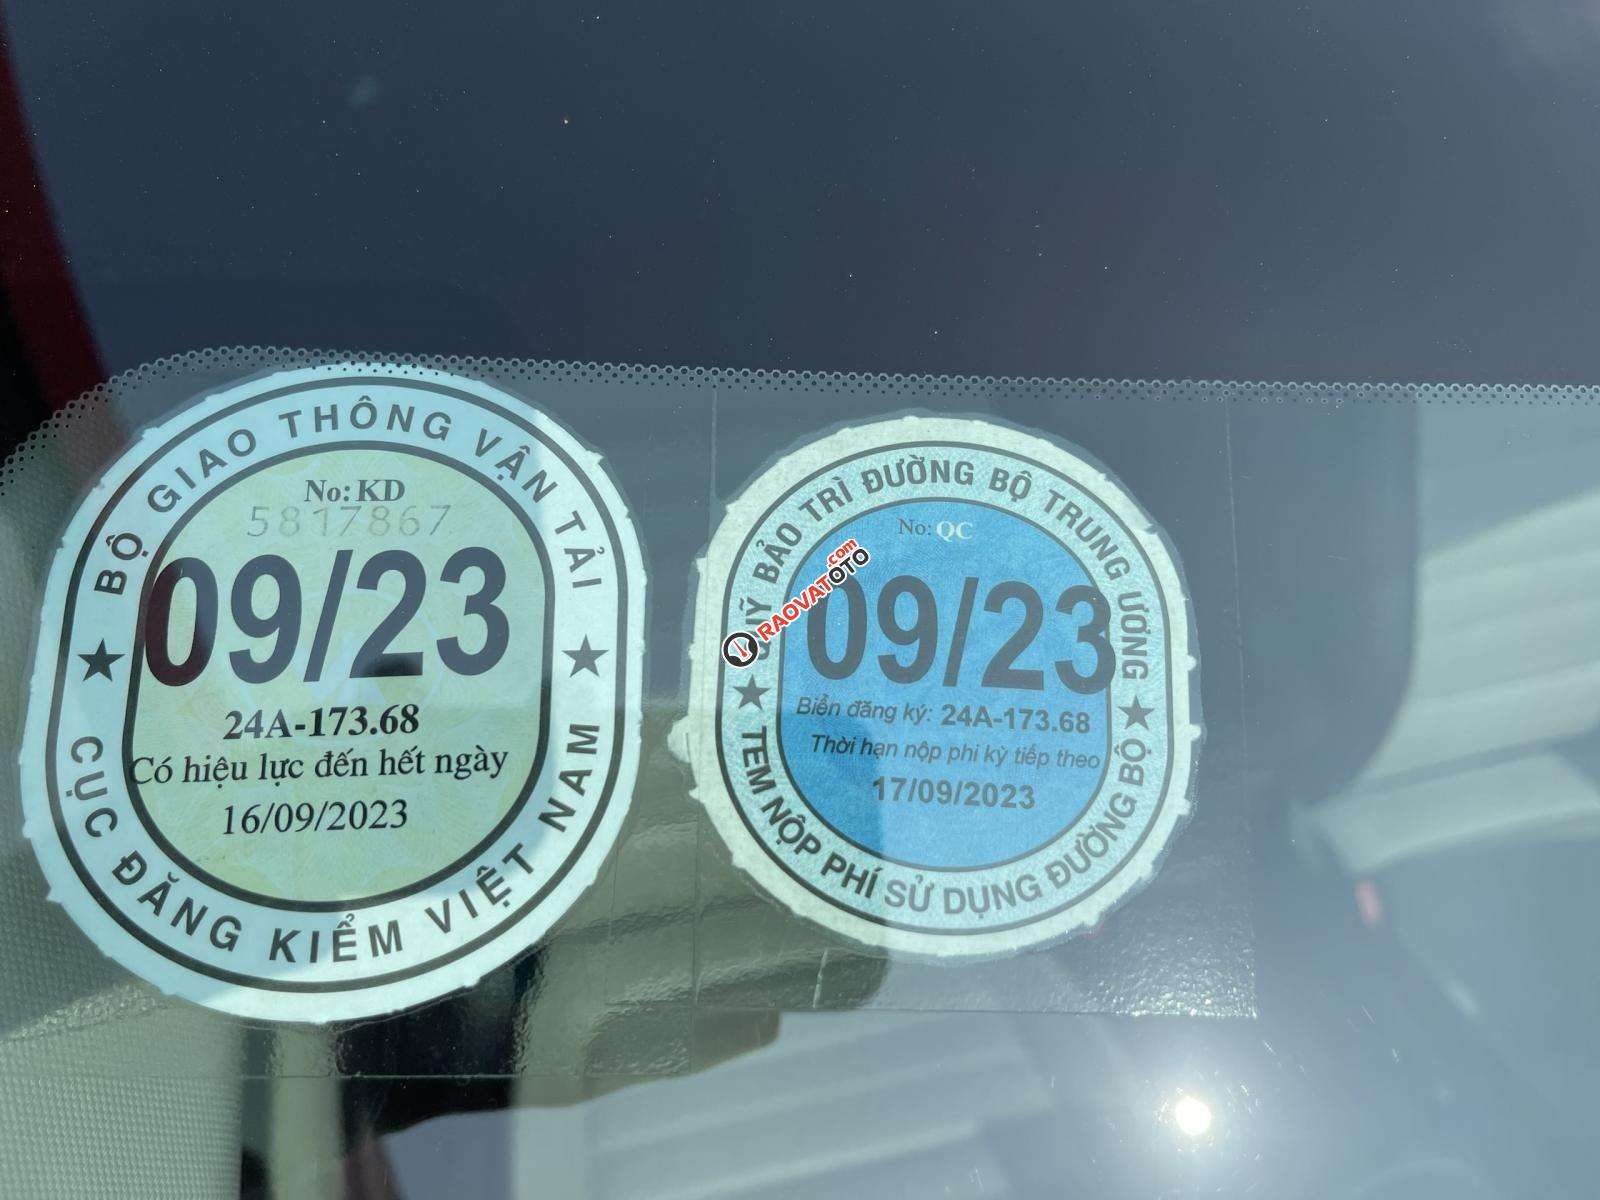 BỘ GIAO THÔNG VẬN TẢI
No: KD
5817867
09/23
24A-173.68
Có hiệu lực đến hết ngày
16/09/2023
CỤC ĐĂNG KIỂM VIỆT NAM
QUỸ BẢO TRÌ ĐƯỜNG BỘ TRUNG ƯƠNG
No: QC
09/23
Biển đăng ký: 24A-173.68
Thời hạn nộp phí kỳ tiếp theo
17/09/2023
TEM NỘP PHÍ SỬ DỤNG ĐƯỜNG BỘ
RAOVATOTO.com